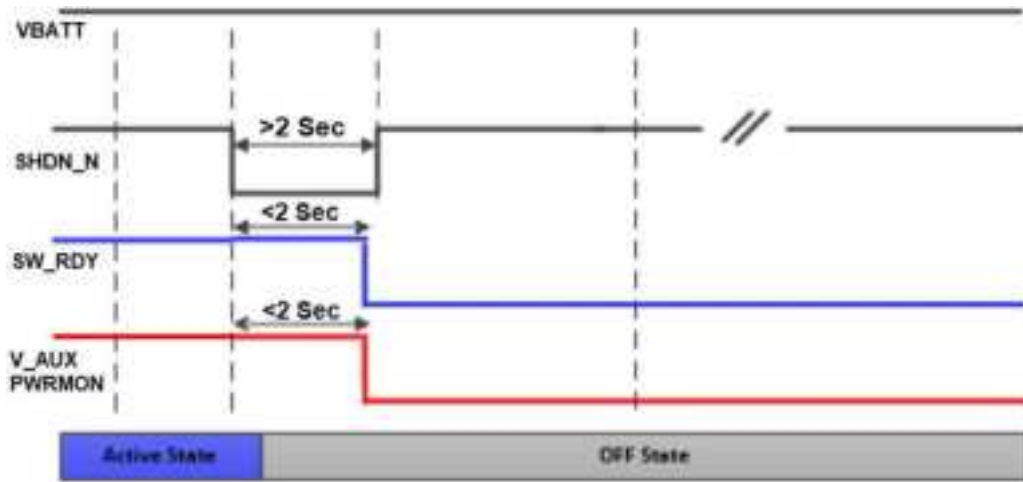 VBATT
>2 Sec
SHDN_N
<2 Sec
SW_RDY
<2 Sec
V_AUX
PWRMON
Active State
OFF State